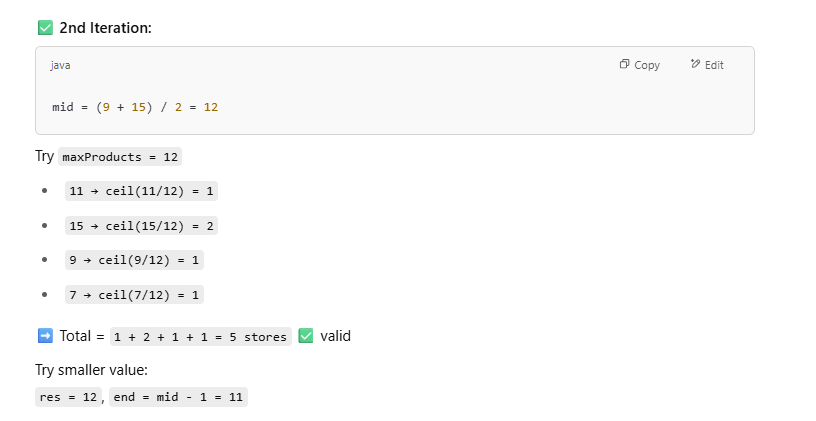 ✅ 2nd Iteration:
java Copy Edit
mid = (9 + 15) / 2 = 12
Try maxProducts = 12
• 11 → ceil(11/12) = 1
• 15 → ceil(15/12) = 2
• 9 → ceil(9/12) = 1
• 7 → ceil(7/12) = 1
➡️ Total = 1 + 2 + 1 + 1 = 5 stores ✅ valid
Try smaller value:
res = 12, end = mid - 1 = 11